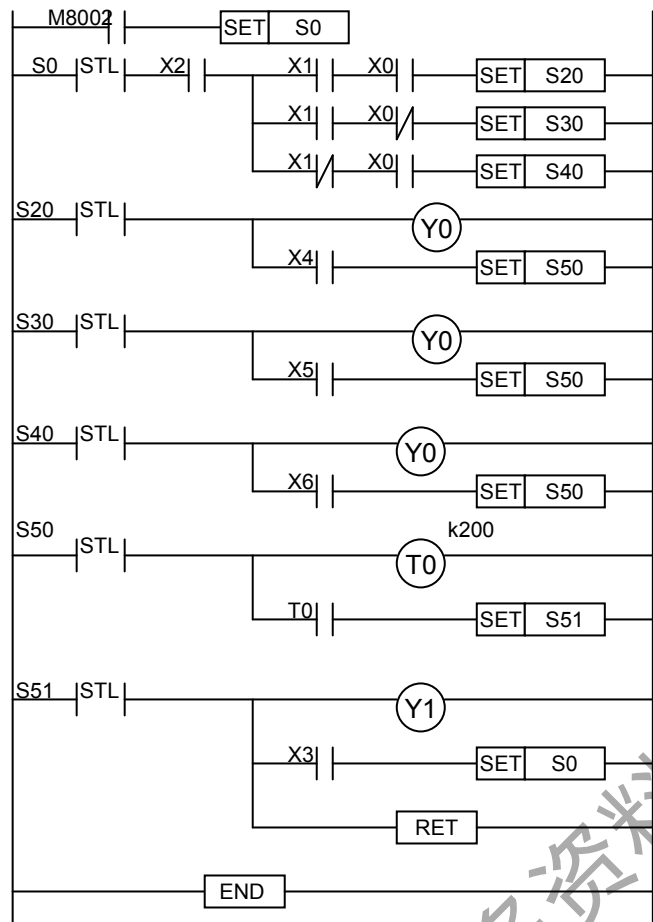 M8002 SET S0
S0 STL X2 X1 X0 SET S20
X1 X0 SET S30
X1 X0 SET S40
S20 STL Y0
X4 SET S50
S30 STL Y0
X5 SET S50
S40 STL Y0
X6 SET S50
S50 STL T0 k200
T0 SET S51
S51 STL Y1
X3 SET S0
RET
END
资料